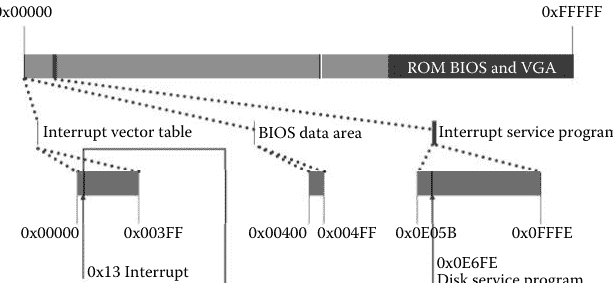 0x00000
0xFFFFF
ROM BIOS and VGA
Interrupt vector table
BIOS data area
Interrupt service program
0x00000
0x003FF
0x00400
0x004FF
0x0E05B
0x0FFFE
0x13 Interrupt
0x0E6FE
Disk service program